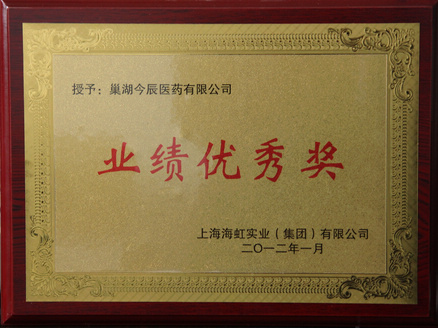 授予：巢湖今辰医药有限公司
业绩优秀奖
上海海虹实业（集团）有限公司
二〇一二年一月